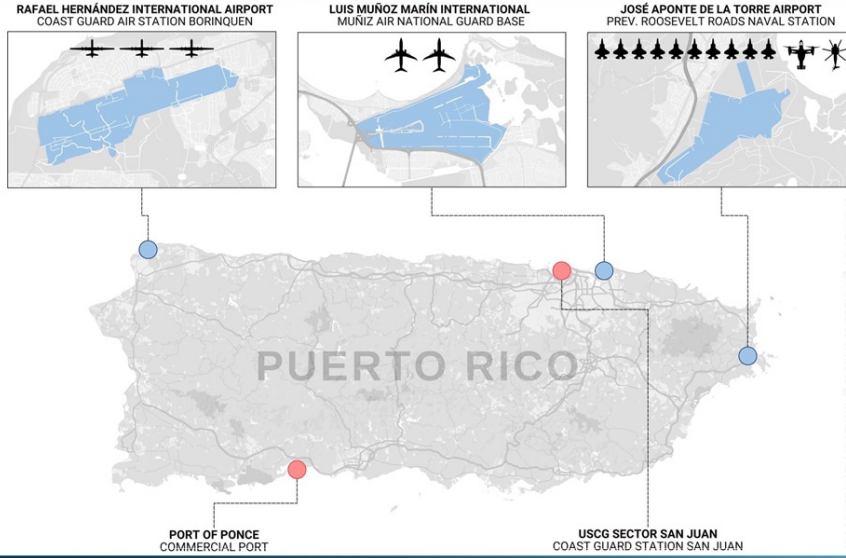 RAFAEL HERNÁNDEZ INTERNATIONAL AIRPORT
COAST GUARD AIR STATION BORINQUEN
LUIS MUÑOZ MARÍN INTERNATIONAL
MUÑIZ AIR NATIONAL GUARD BASE
JOSÉ APONTE DE LA TORRE AIRPORT
PREV. ROOSEVELT ROADS NAVAL STATION
PUERTO RICO
PORT OF PONCE
COMMERCIAL PORT
USCG SECTOR SAN JUAN
COAST GUARD STATION SAN JUAN